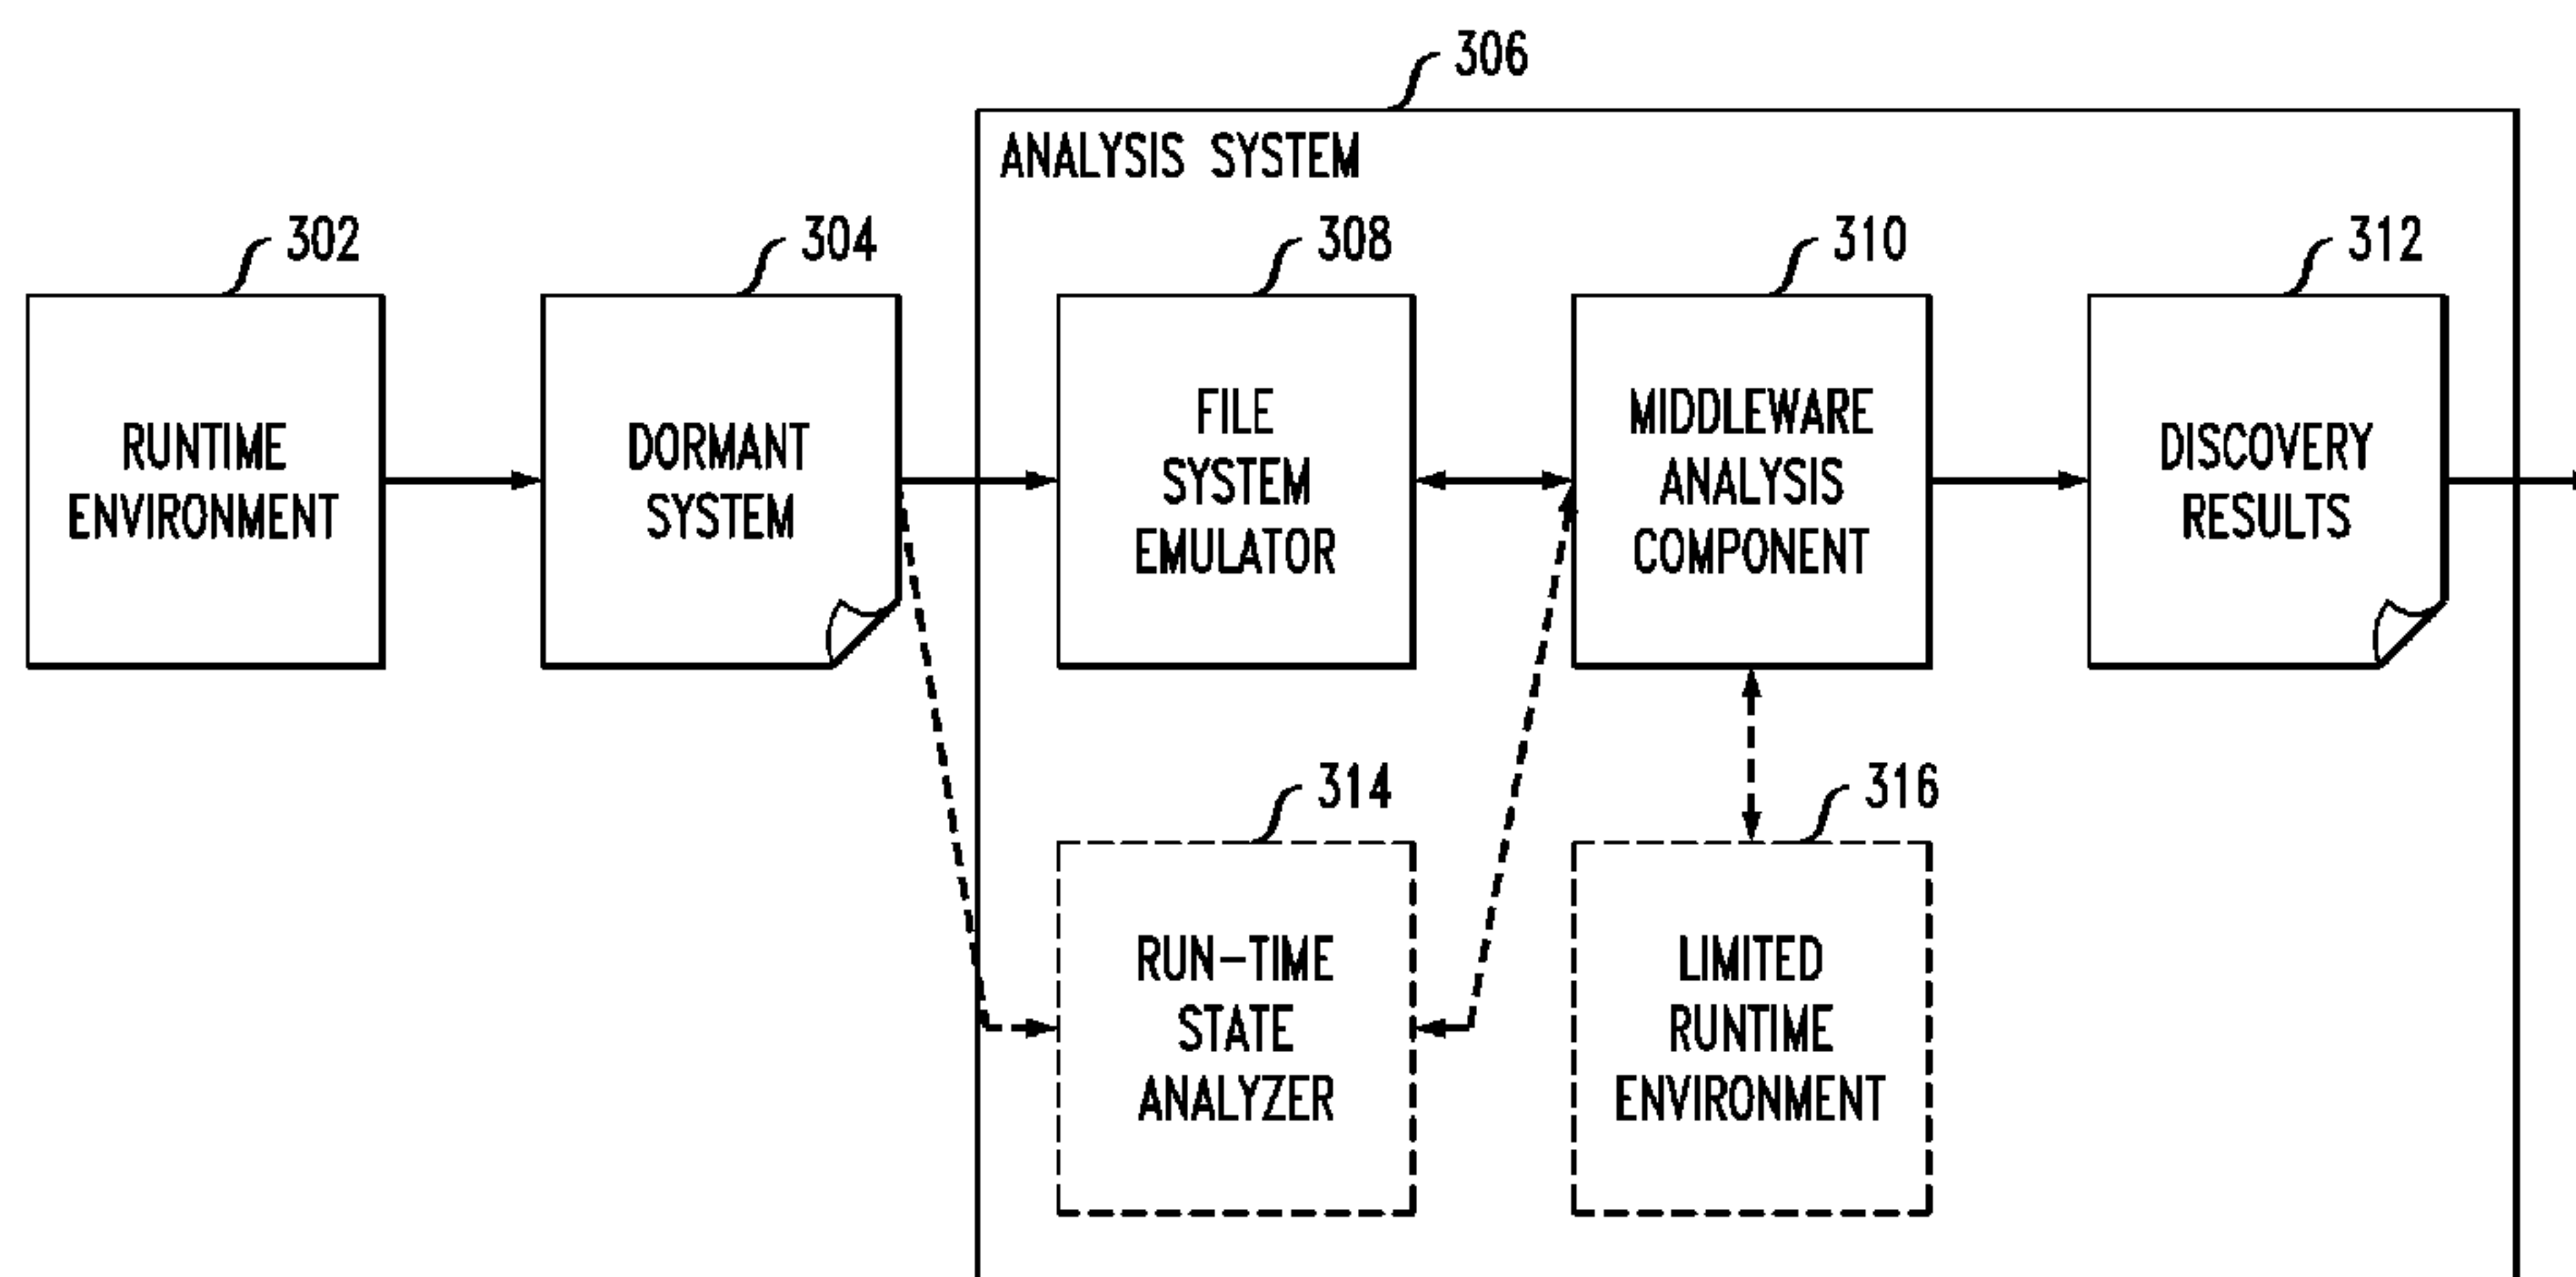 306
ANALYSIS SYSTEM
302
304
308
310
312
RUNTIME
ENVIRONMENT
DORMANT
SYSTEM
FILE
SYSTEM
EMULATOR
MIDDLEWARE
ANALYSIS
COMPONENT
DISCOVERY
RESULTS
314
316
RUN-TIME
STATE
ANALYZER
LIMITED
RUNTIME
ENVIRONMENT